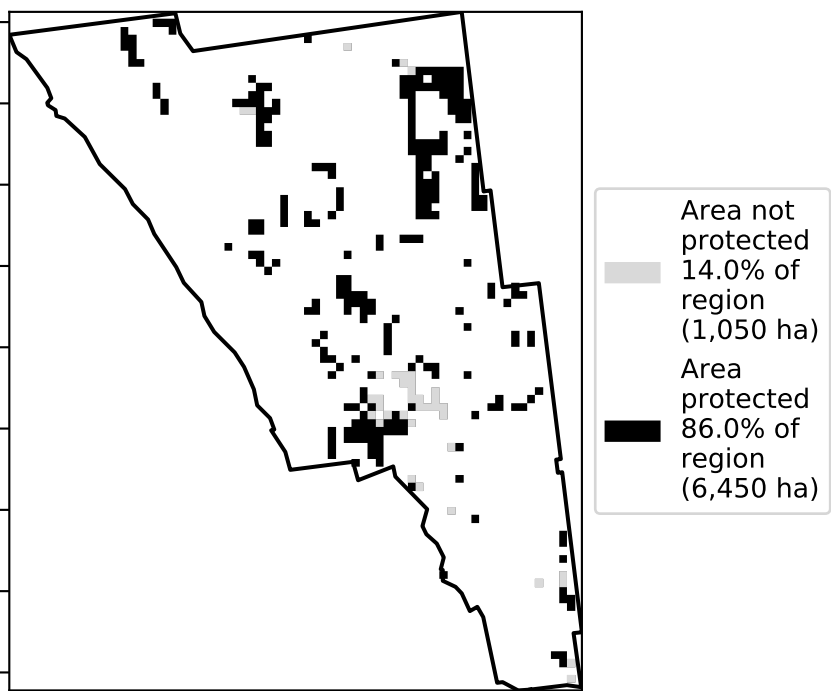 Area not
protected
14.0% of
region
(1,050 ha)
Area
protected
86.0% of
region
(6,450 ha)